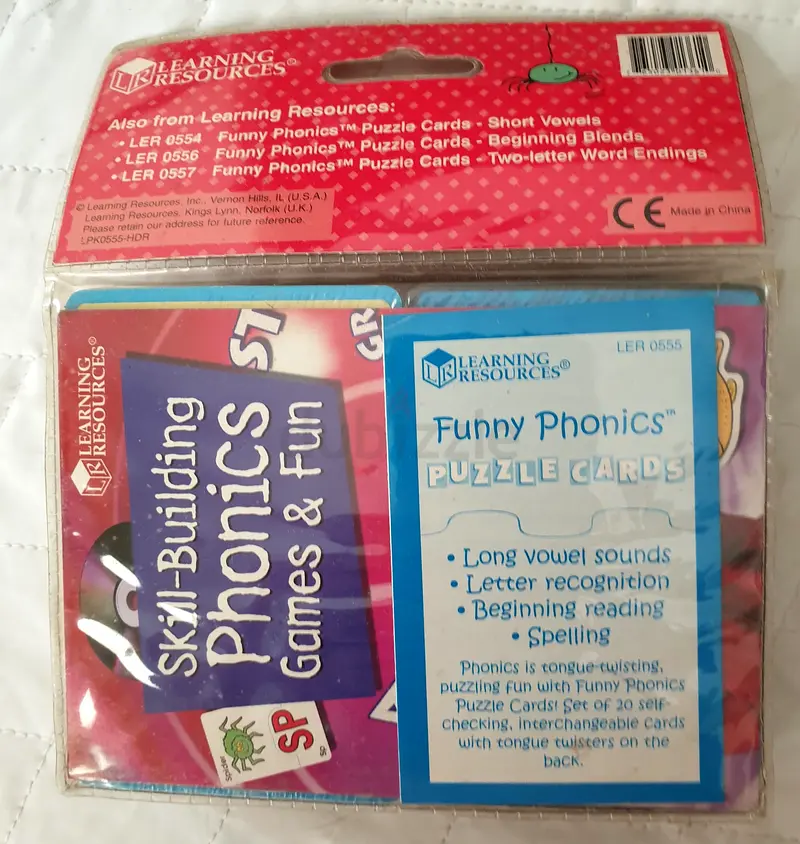 LEARNING
RESOURCES®
Also from Learning Resources:
• LER 0554 Funny Phonics™ Puzzle Cards - Short Vowels
• LER 0556 Funny Phonics™ Puzzle Cards - Beginning Blends
• LER 0557 Funny Phonics™ Puzzle Cards - Two-letter Word Endings
© Learning Resources, Inc., Vernon Hills, IL (U.S.A.)
Learning Resources, Kings Lynn, Norfolk (U.K.)
Please retain our address for future reference.
LPK0555-HDR
CE Made in China
LEARNING
RESOURCES®
ST
GR
Skill-Building
Phonics
Games & Fun
spider
SP
sp
LEARNING
RESOURCES®
LER 0555
Funny Phonics™
PUZZLE CARDS
• Long vowel sounds
• Letter recognition
• Beginning reading
• Spelling
Phonics is tongue-twisting,
puzzling fun with Funny Phonics
Puzzle Cards! Set of 20 self-
checking, interchangeable cards
with tongue twisters on the
back.
dubizzle